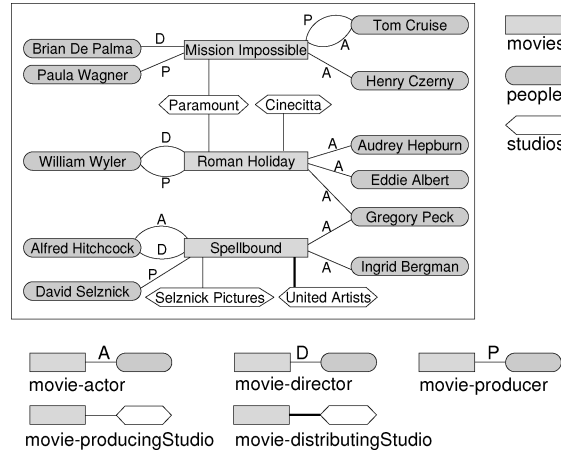 P
Tom Cruise
D
Brian De Palma
Mission Impossible
A
movies
Paula Wagner
P
A
Henry Czerny
people
Paramount
Cinecitta
D
A
Audrey Hepburn
studios
William Wyler
Roman Holiday
A
Eddie Albert
P
A
Gregory Peck
A
A
Alfred Hitchcock
D
Spellbound
P
A
Ingrid Bergman
David Selznick
Selznick Pictures
United Artists
A
D
P
movie-actor
movie-director
movie-producer
movie-producingStudio
movie-distributingStudio